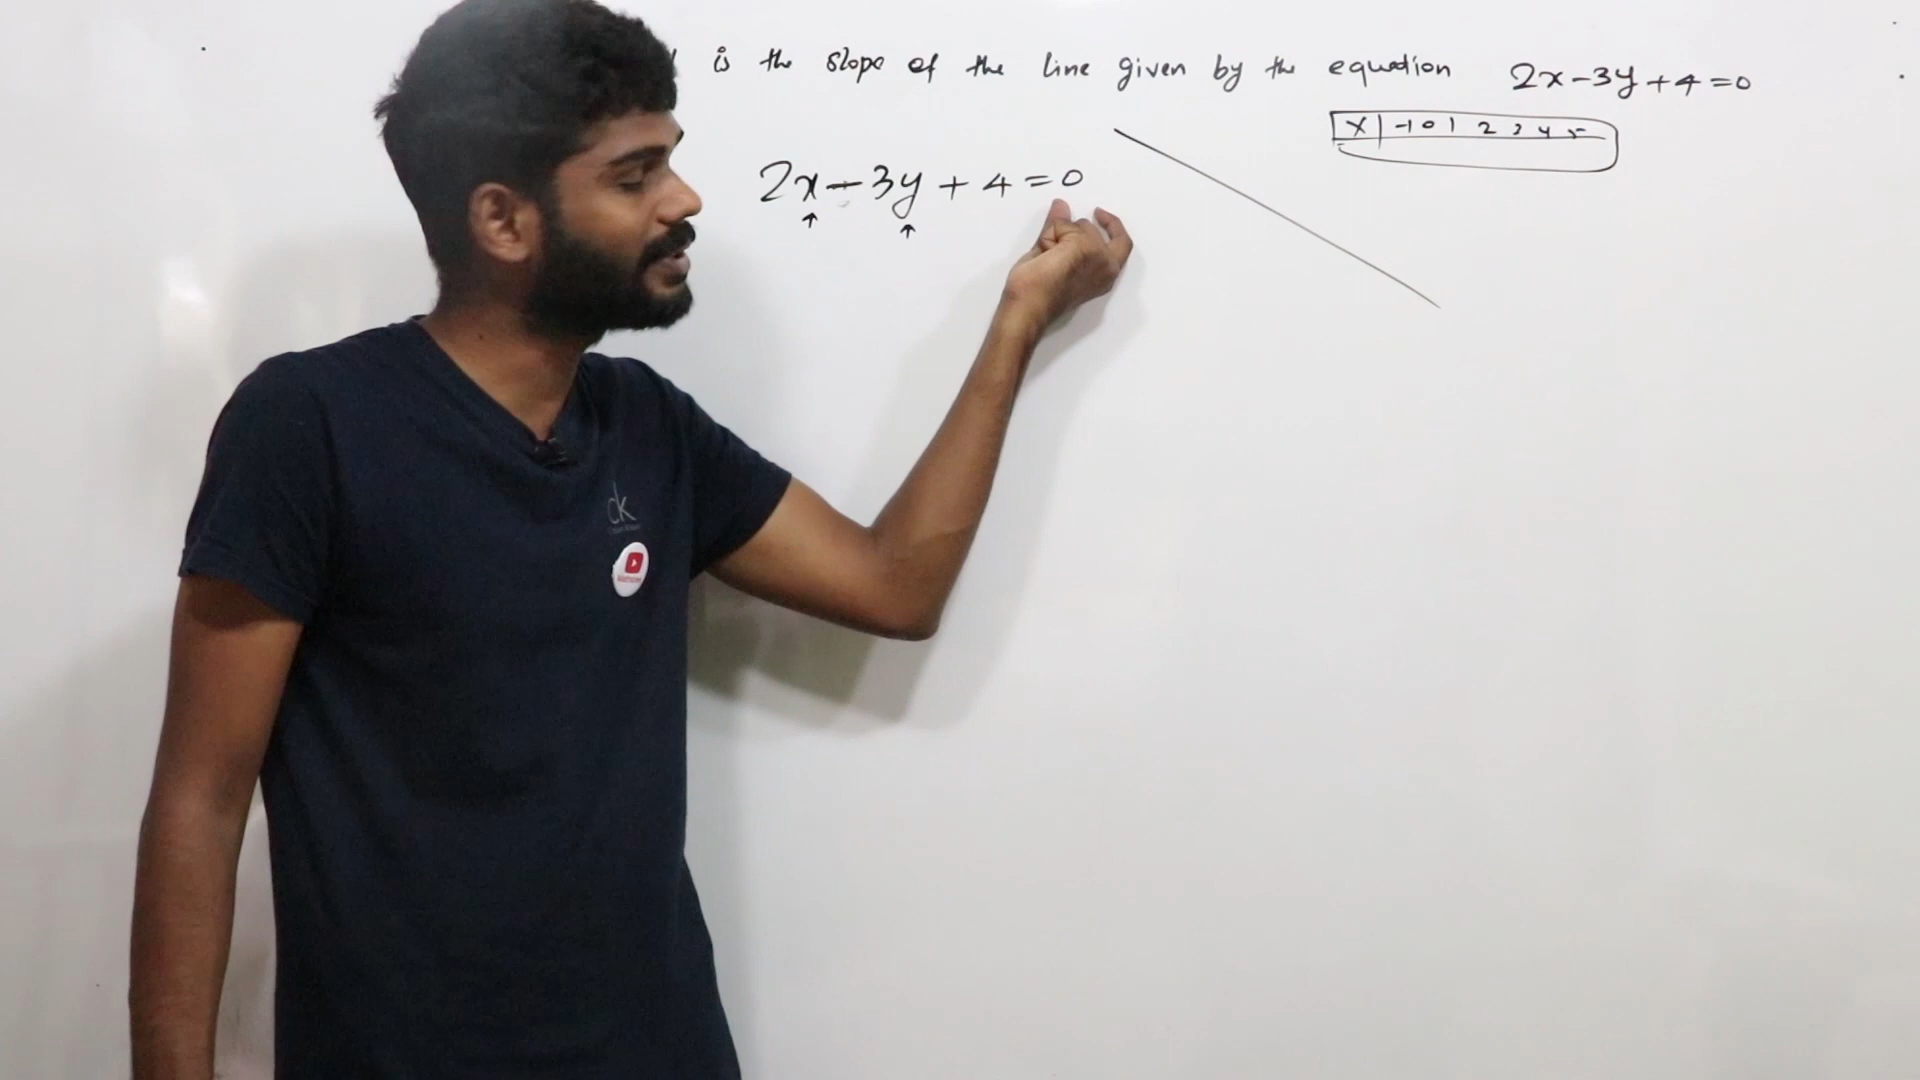 is the slope of the line given by the equation 2x-3y+4=0
X -1 0 1 2 3 4 5
2x-3y+4=0
ck